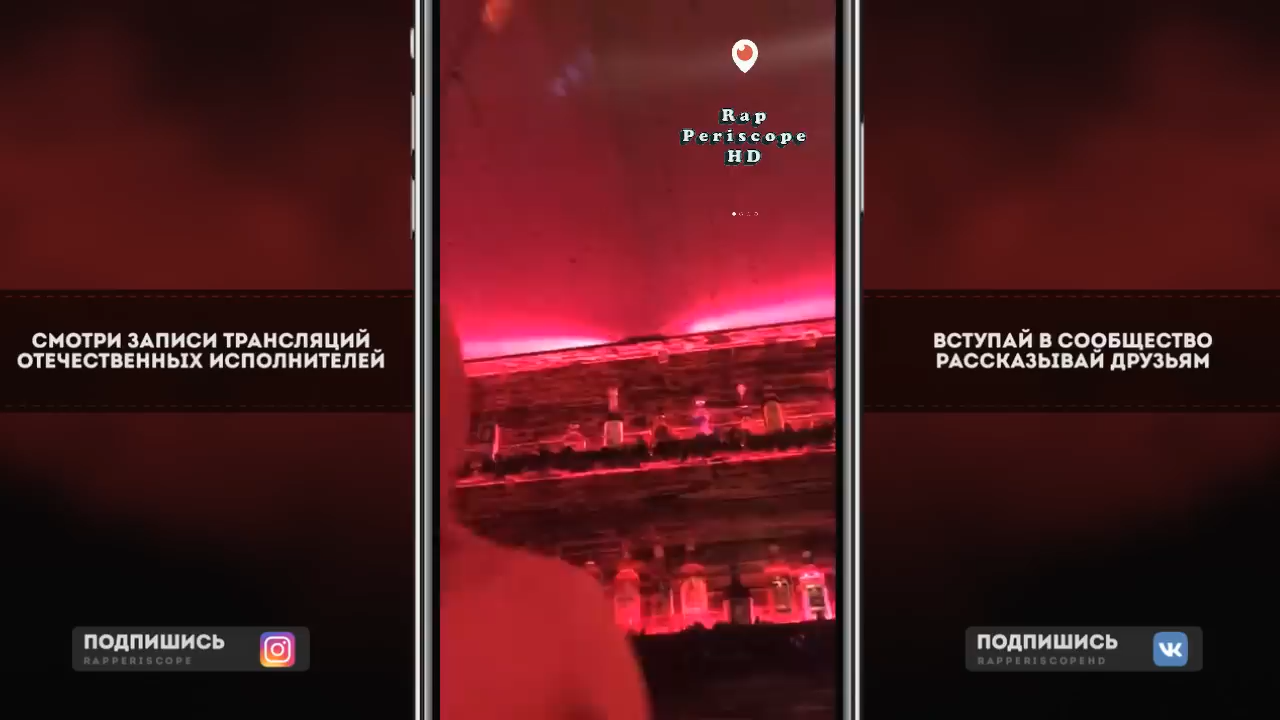 Rap
Periscope
HD
СМОТРИ ЗАПИСИ ТРАНСЛЯЦИЙ
ОТЕЧЕСТВЕННЫХ ИСПОЛНИТЕЛЕЙ
ВСТУПАЙ В СООБЩЕСТВО
РАССКАЗЫВАЙ ДРУЗЬЯМ
ПОДПИШИСЬ
RAPPERISCOPE
ПОДПИШИСЬ
RAPPERISCOPEHD